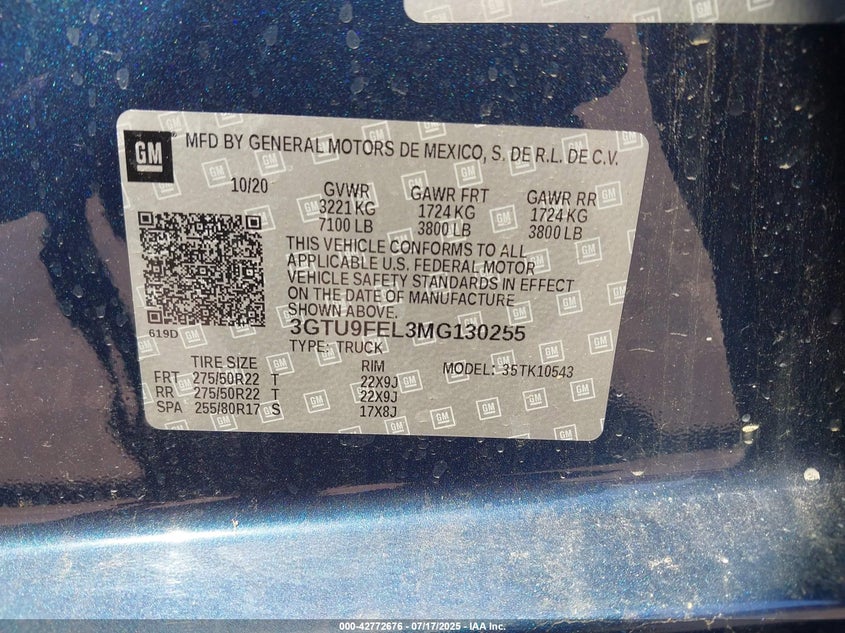 GM
MFD BY GENERAL MOTORS DE MEXICO, S. DE R.L. DE C.V.
10/20 GVWR GAWR FRT GAWR RR
3221 KG 1724 KG 1724 KG
7100 LB 3800 LB 3800 LB
THIS VEHICLE CONFORMS TO ALL
APPLICABLE U.S. FEDERAL MOTOR
VEHICLE SAFETY STANDARDS IN EFFECT
ON THE DATE OF MANUFACTURE
SHOWN ABOVE.
619D 3GTU9FEL3MG130255
TYPE: TRUCK
TIRE SIZE RIM MODEL: 35TK10543
FRT 275/50R22 T 22X9J
RR 275/50R22 T 22X9J
SPA 255/80R17 S 17X8J
000-42772676 / 07/17/2025 - IAA Inc.